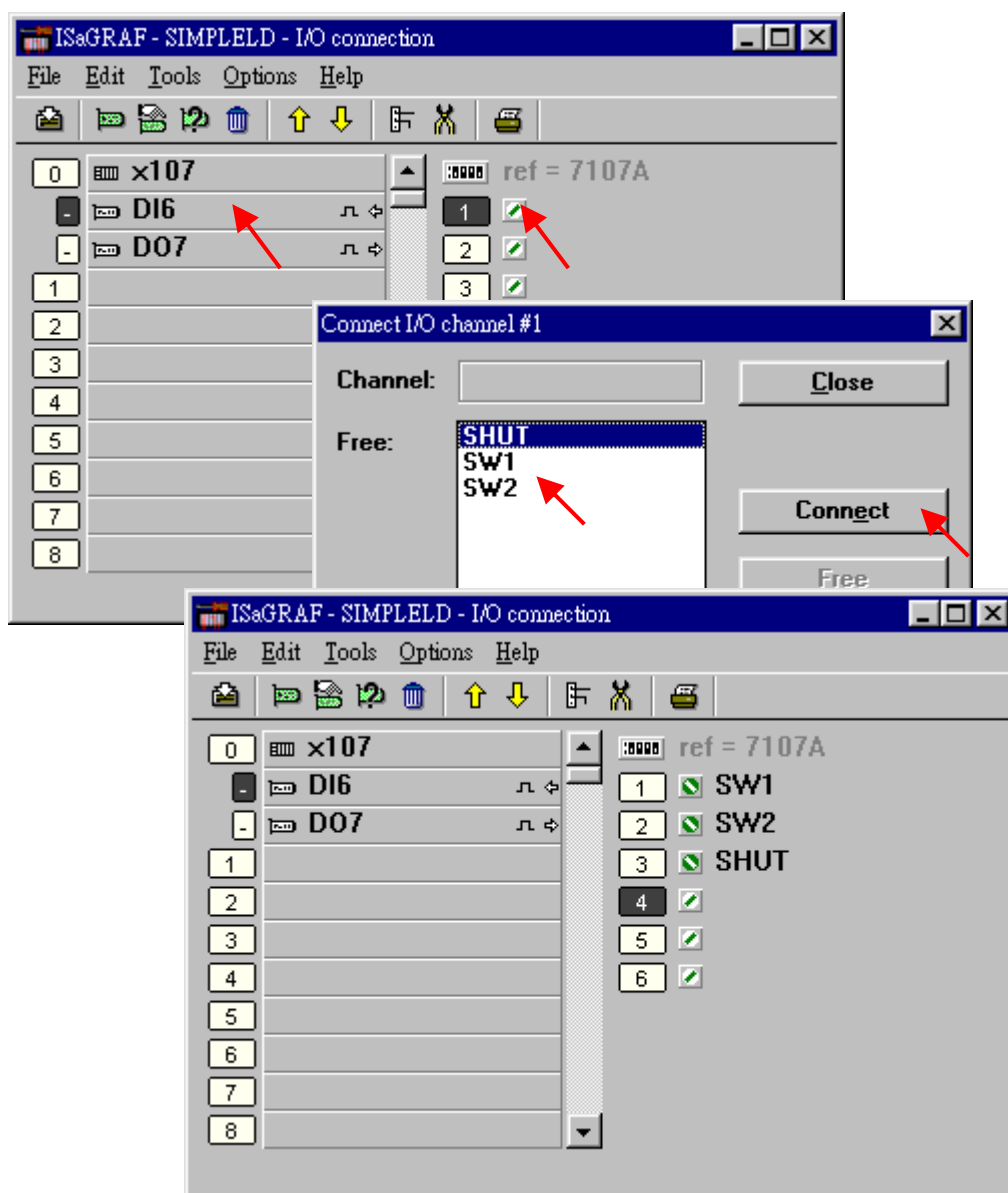 ISaGRAF - SIMPLELD - I/O connection
File Edit Tools Options Help
0 x107 ref = 7107A
- DI6 1
- DO7 2
1 3
2
3
4
5
6
7
8
Connect I/O channel #1
Channel: Close
Free: SHUT
SW1
SW2
Connect
Free
ISaGRAF - SIMPLELD - I/O connection
File Edit Tools Options Help
0 x107 ref = 7107A
- DI6 1 SW1
- DO7 2 SW2
1 3 SHUT
2 4
3 5
4 6
5
6
7
8